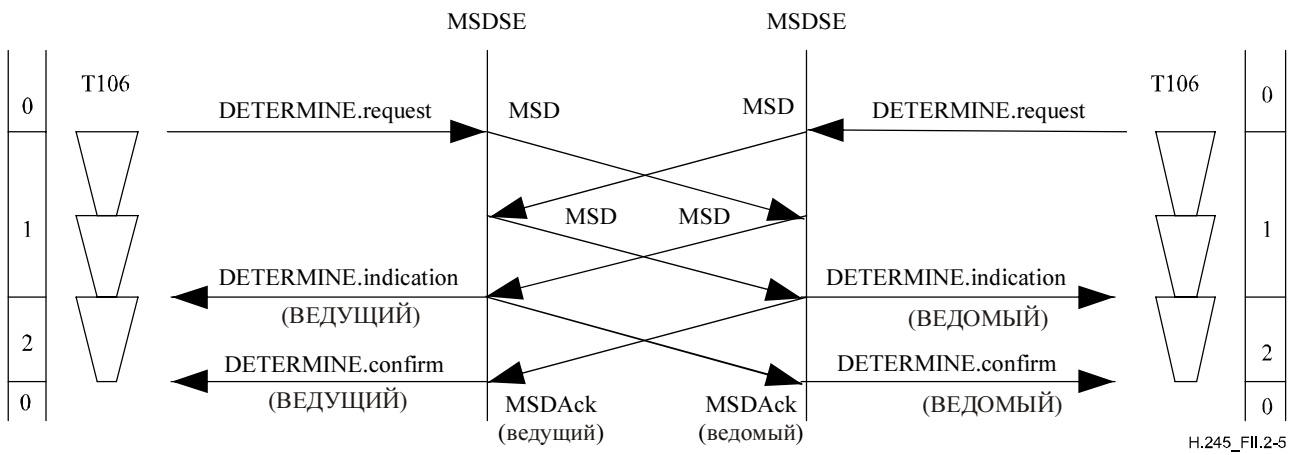 MSDSE MSDSE
T106 T106
0 DETERMINE.request MSD MSD DETERMINE.request 0
1 MSD MSD 1
DETERMINE.indication DETERMINE.indication
(ВЕДУЩИЙ) (ВЕДОМЫЙ)
2 DETERMINE.confirm DETERMINE.confirm 2
0 (ВЕДУЩИЙ) MSDAck MSDAck (ВЕДОМЫЙ) 0
(ведущий) (ведомый)
H.245_FII.2-5